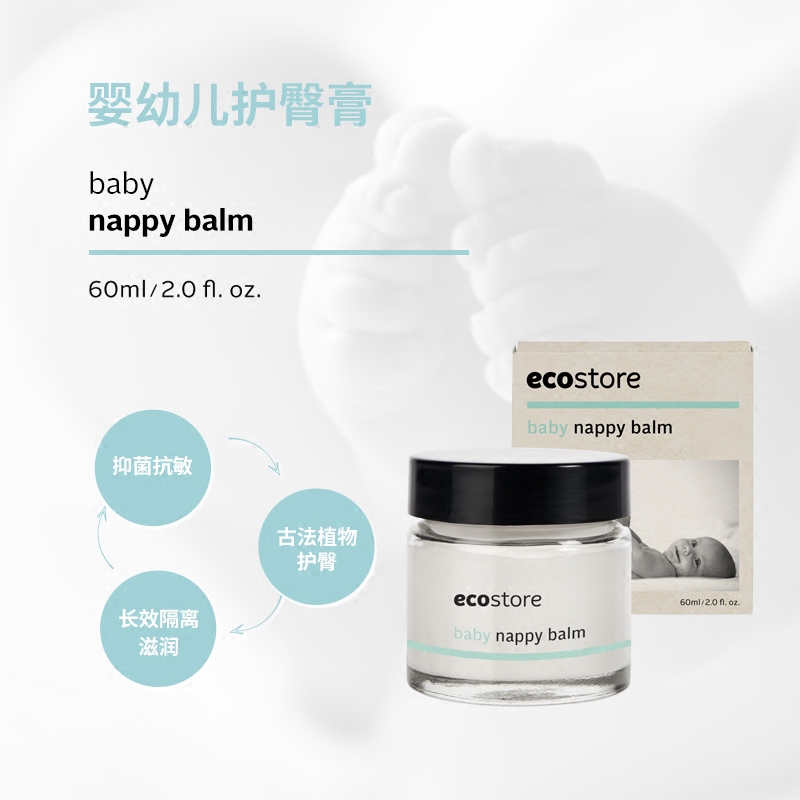 婴幼儿护臀膏
baby
nappy balm
60ml/2.0 fl. oz.
抑菌抗敏
古法植物
护臀
长效隔离
滋润
ecostore
baby nappy balm
60ml/2.0 fl. oz.
ecostore
baby nappy balm